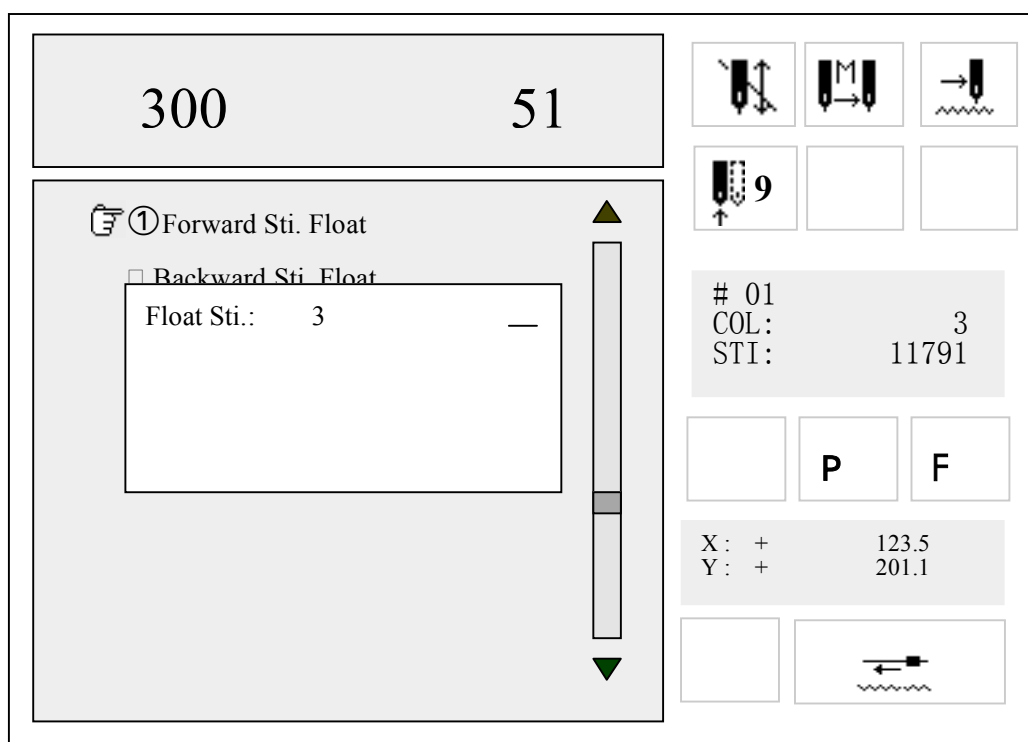 300 51
M
9
①Forward Sti. Float
□ Backward Sti. Float
Float Sti.: 3 __
# 01
COL: 3
STI: 11791
P F
X: + 123.5
Y: + 201.1